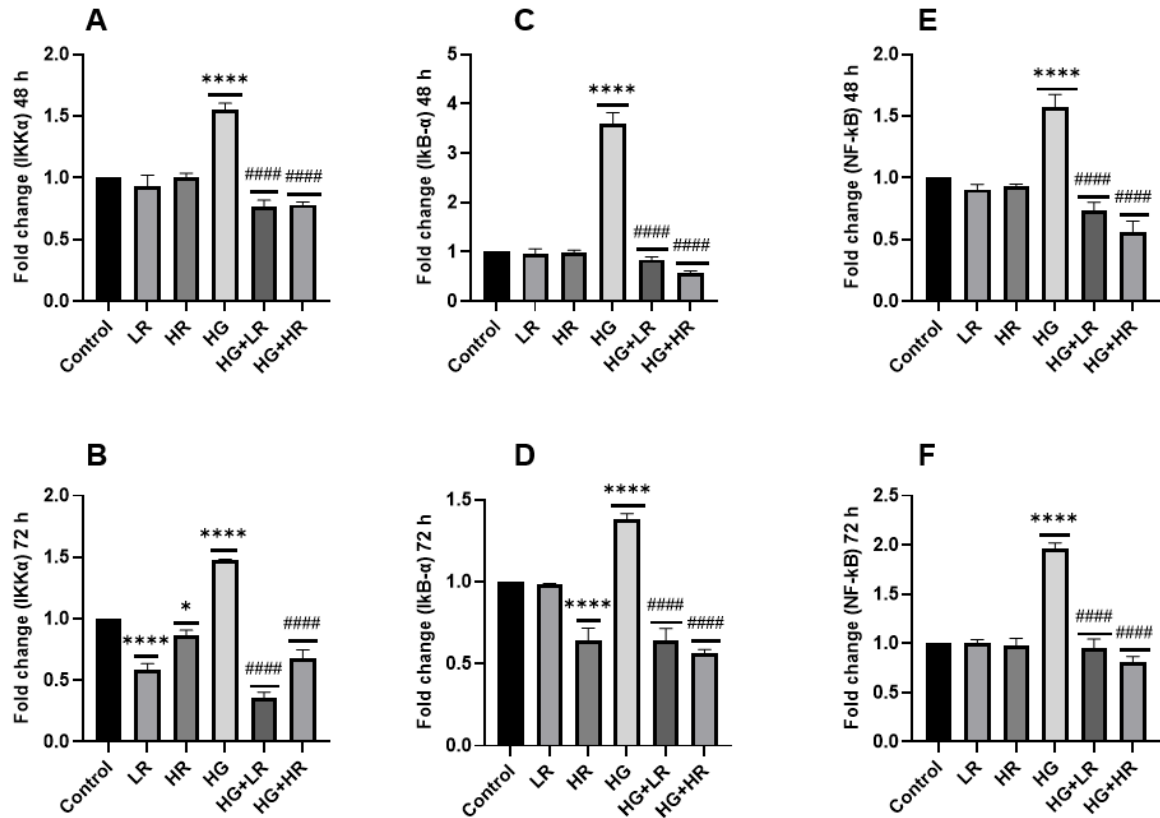 A
Fold change (IKKα) 48 h
2.0
1.5
1.0
0.5
0.0
****
####
####
Control
LR
HR
HG
HG+LR
HG+HR
C
Fold change (IkB-α) 48 h
5
4
3
2
1
0
****
####
####
Control
LR
HR
HG
HG+LR
HG+HR
E
Fold change (NF-kB) 48 h
2.0
1.5
1.0
0.5
0.0
****
####
####
Control
LR
HR
HG
HG+LR
HG+HR
B
Fold change (IKKα) 72 h
2.0
1.5
1.0
0.5
0.0
****
*
****
####
####
Control
LR
HR
HG
HG+LR
HG+HR
D
Fold change (IkB-α) 72 h
1.5
1.0
0.5
0.0
****
****
####
####
Control
LR
HR
HG
HG+LR
HG+HR
F
Fold change (NF-kB) 72 h
2.5
2.0
1.5
1.0
0.5
0.0
****
####
####
Control
LR
HR
HG
HG+LR
HG+HR